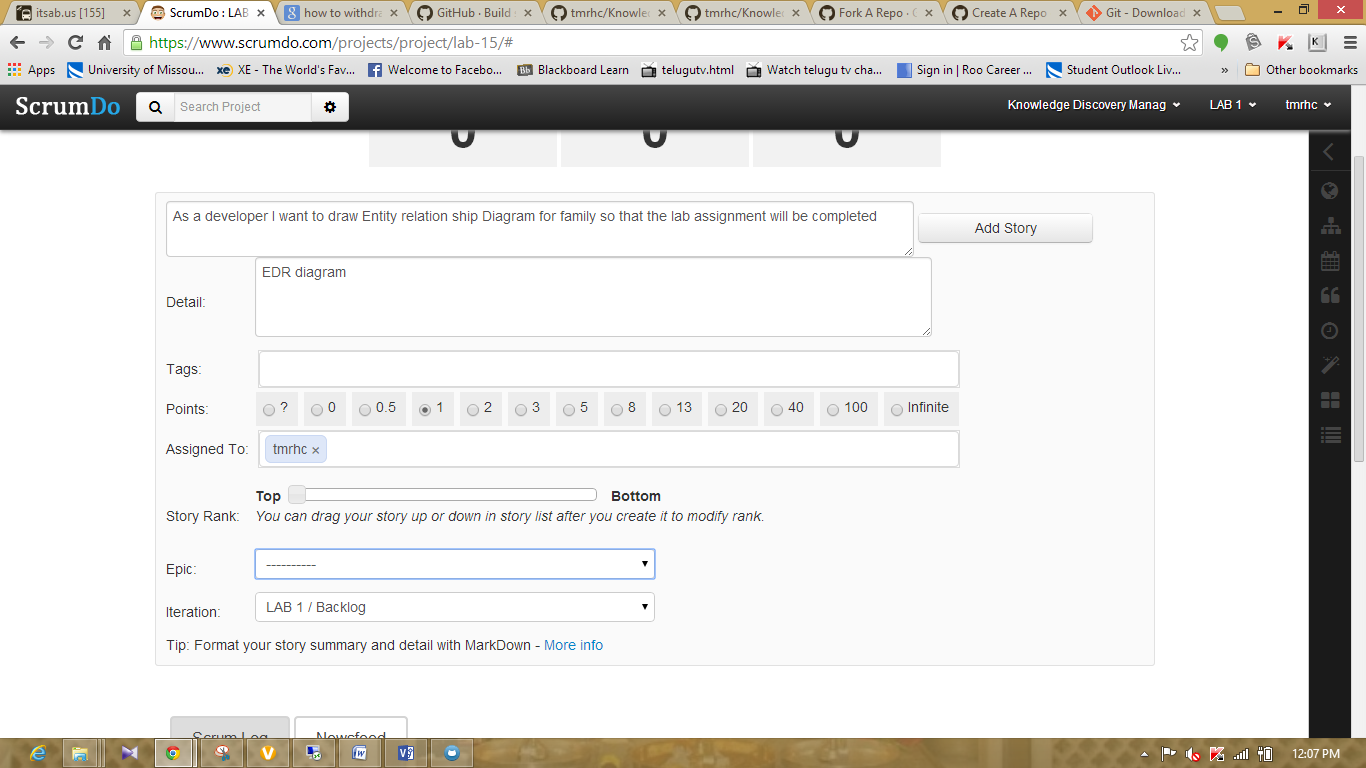 itsab.us [155]
ScrumDo : LAB
how to withdra
GitHub · Build s
tmrhc/Knowle
tmrhc/Knowle
Fork A Repo · G
Create A Repo
Git - Download
https://www.scrumdo.com/projects/project/lab-15/#
Apps
University of Missou...
XE - The World's Fav...
Welcome to Facebo...
Blackboard Learn
telugutv.html
Watch telugu tv cha...
Sign in | Roo Career ...
Student Outlook Liv...
»
Other bookmarks
ScrumDo
Search Project
Knowledge Discovery Manag
LAB 1
tmrhc
0 0 0
As a developer I want to draw Entity relation ship Diagram for family so that the lab assignment will be completed
Add Story
Detail:
EDR diagram
Tags:
Points: ? 0 0.5 1 2 3 5 8 13 20 40 100 Infinite
Assigned To: tmrhc ×
Top Bottom
Story Rank: You can drag your story up or down in story list after you create it to modify rank.
Epic: ----------
Iteration: LAB 1 / Backlog
Tip: Format your story summary and detail with MarkDown - More info
Scrum Log
Newsfeed
12:07 PM